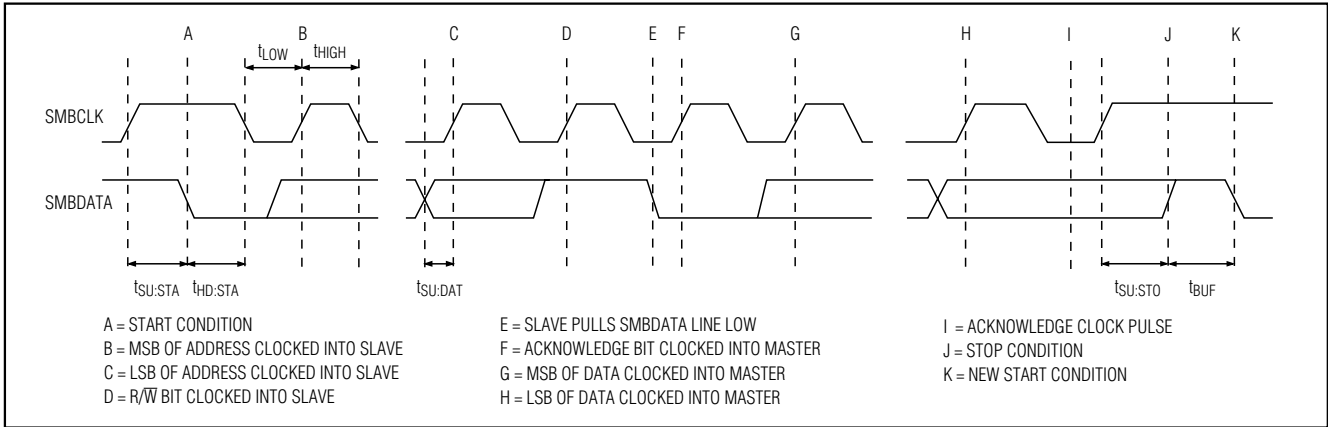 A B C D E F G H I J K
tLOW tHIGH
SMBCLK
SMBDATA
tSU:STA tHD:STA tSU:DAT tSU:STO tBUF
A = START CONDITION
B = MSB OF ADDRESS CLOCKED INTO SLAVE
C = LSB OF ADDRESS CLOCKED INTO SLAVE
D = R/W̅ BIT CLOCKED INTO SLAVE
E = SLAVE PULLS SMBDATA LINE LOW
F = ACKNOWLEDGE BIT CLOCKED INTO MASTER
G = MSB OF DATA CLOCKED INTO MASTER
H = LSB OF DATA CLOCKED INTO MASTER
I = ACKNOWLEDGE CLOCK PULSE
J = STOP CONDITION
K = NEW START CONDITION